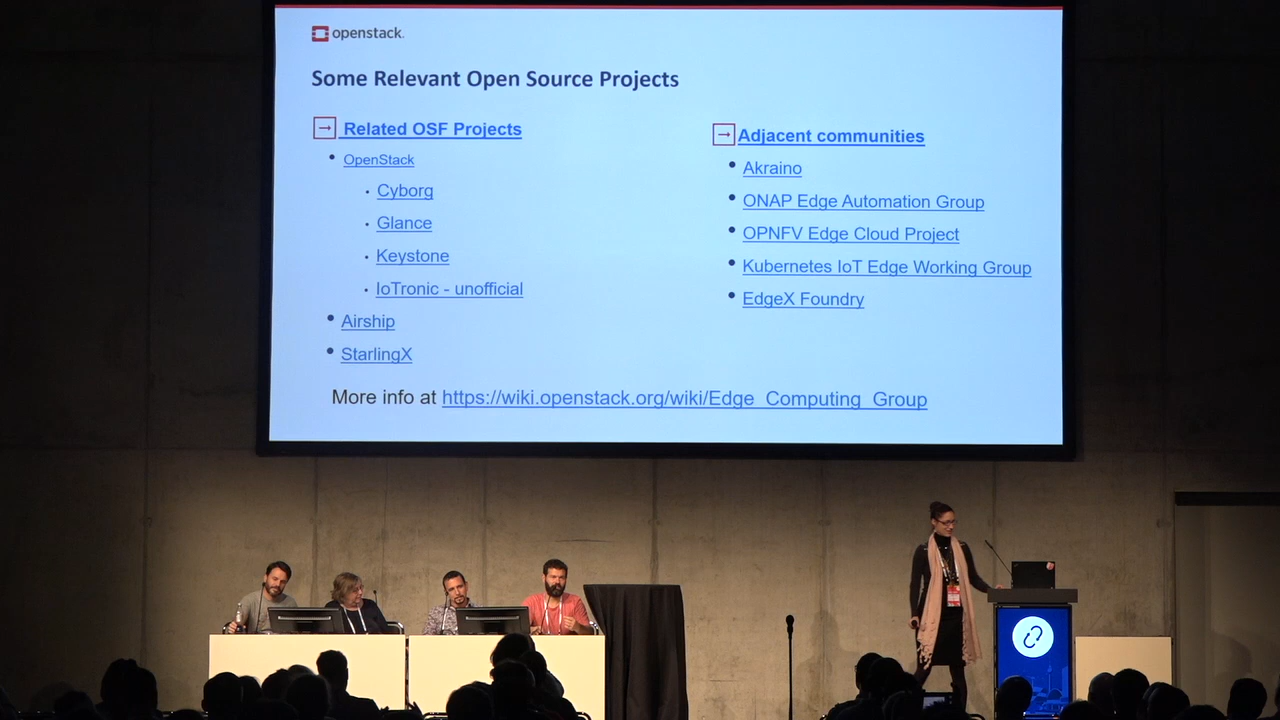 openstack.
Some Relevant Open Source Projects
Related OSF Projects
OpenStack
Cyborg
Glance
Keystone
IoTronic - unofficial
Airship
StarlingX
Adjacent communities
Akraino
ONAP Edge Automation Group
OPNFV Edge Cloud Project
Kubernetes IoT Edge Working Group
EdgeX Foundry
More info at https://wiki.openstack.org/wiki/Edge_Computing_Group